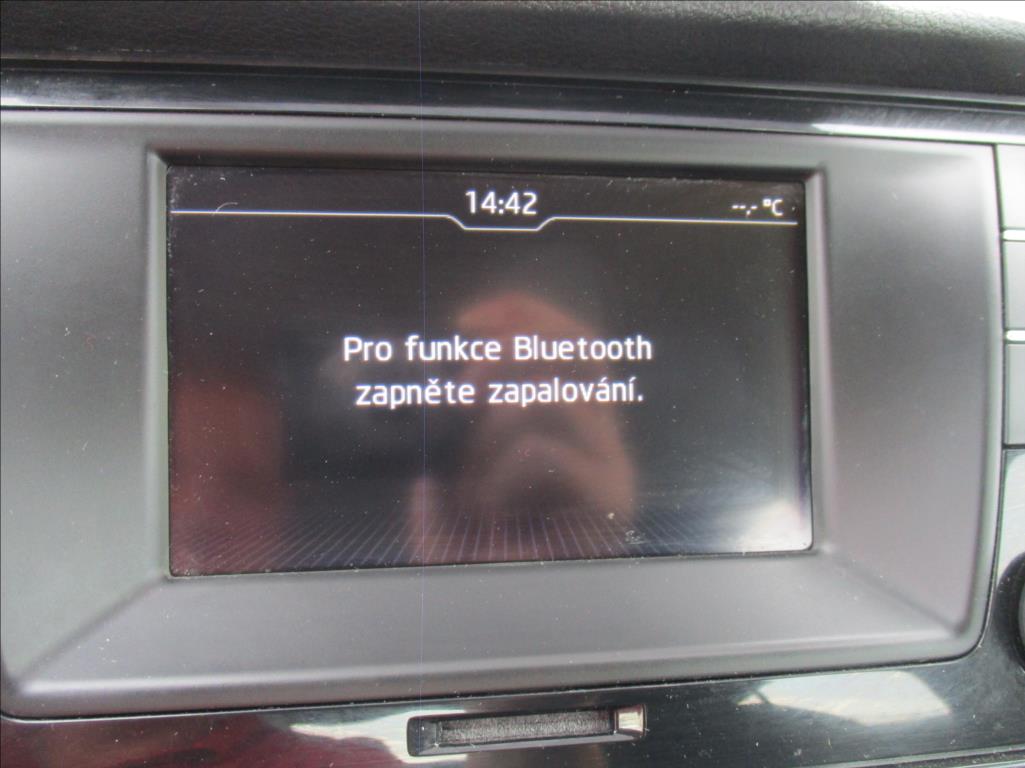 14:42
--,- °C
Pro funkce Bluetooth
zapněte zapalování.